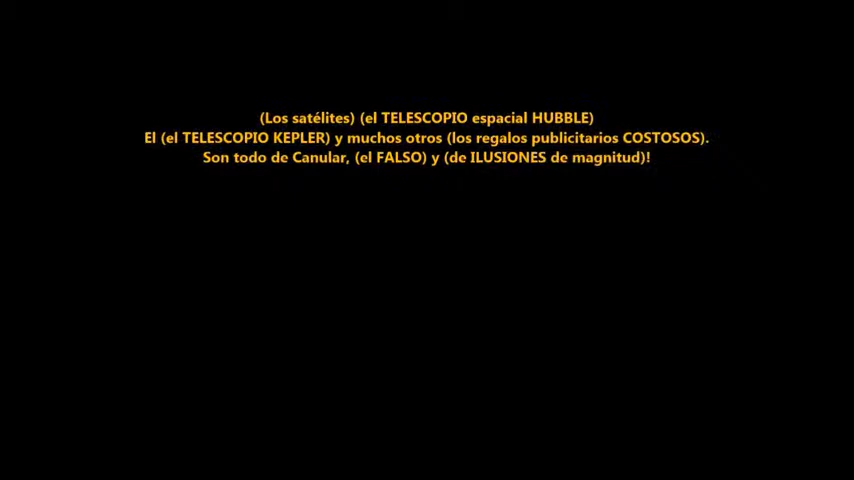 (Los satélites) (el TELESCOPIO espacial HUBBLE)
El (el TELESCOPIO KEPLER) y muchos otros (los regalos publicitarios COSTOSOS).
Son todo de Canular, (el FALSO) y (de ILUSIONES de magnitud)!